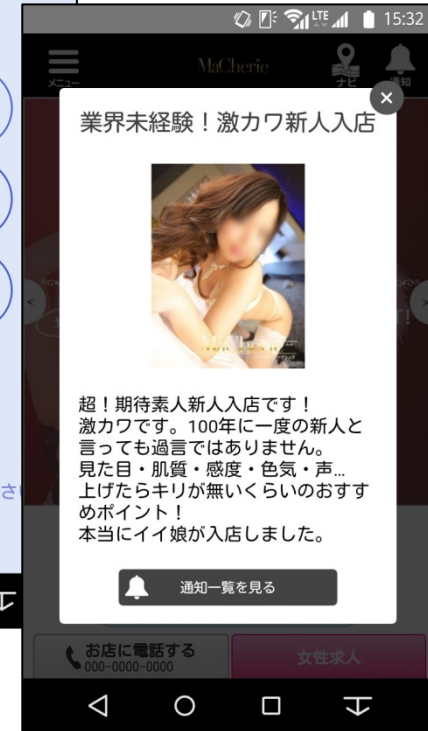 15:32
LTE
メニュー
MaCherie
ナビ
通知
業界未経験！激カワ新人入店
MaCherie
超！期待素人新人入店です！
激カワです。100年に一度の新人と
言っても過言ではありません。
見た目・肌質・感度・色気・声...
上げたらキリが無いくらいのおすす
めポイント！
本当にイイ娘が入店しました。
通知一覧を見る
お店に電話する
000-0000-0000
女性求人
さ